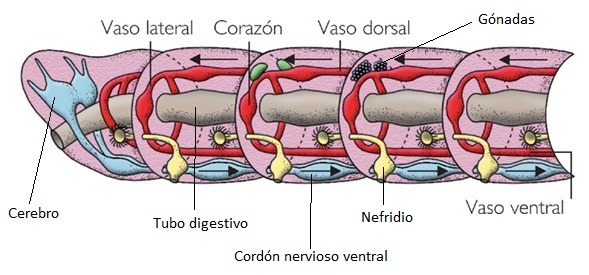 Gónadas
Vaso lateral
Corazón
Vaso dorsal
Cerebro
Tubo digestivo
Nefridio
Vaso ventral
Cordón nervioso ventral